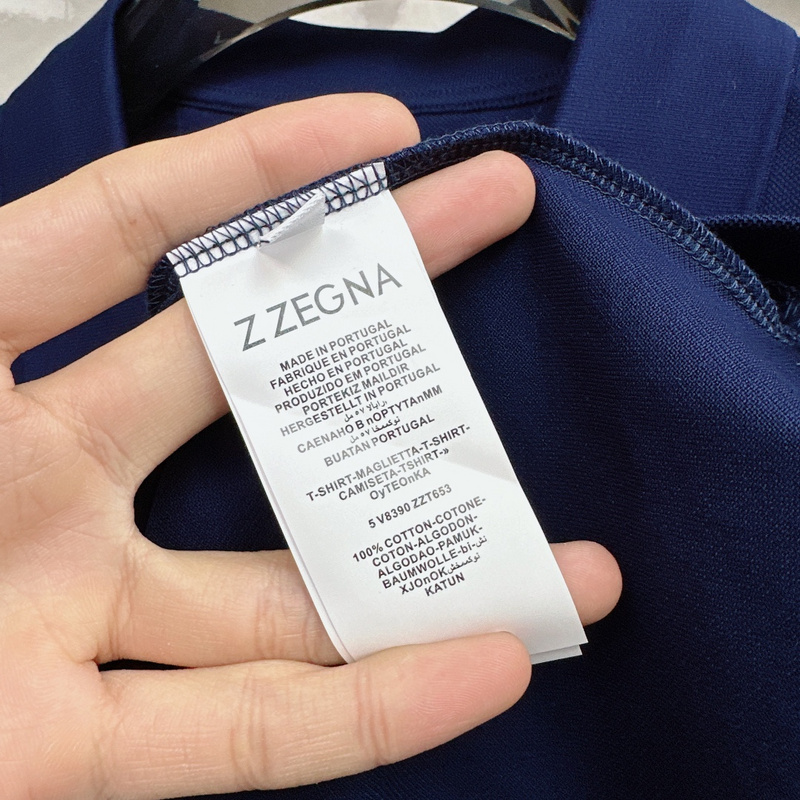 Z ZEGNA
MADE IN PORTUGAL
FABRIQUE EN PORTUGAL
HECHO EN PORTUGAL
PRODUZIDO EM PORTUGAL
PORTEKIZ MAILDIR
HERGESTELLT IN PORTUGAL
CAENAHO B nOPTYTAnMM
BUATAN PORTUGAL
T-SHIRT-MAGLIETTA-T-SHIRT-
CAMISETA-TSHIRT-»
OyTEOnKA
5 V8390 ZZT653
100% COTTON-COTONE-
COTON-ALGODON-
ALGODAO-PAMUK-
BAUMWOLLE-bi-
XJOnOK
KATUN